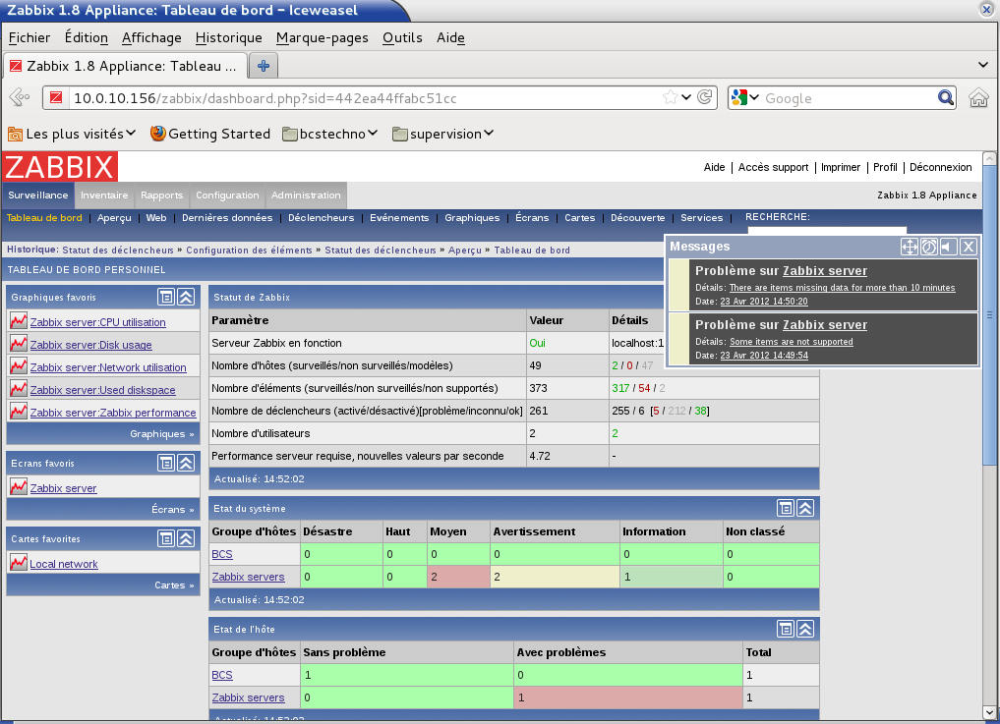 Zabbix 1.8 Appliance: Tableau de bord - Iceweasel
Fichier Édition Affichage Historique Marque-pages Outils Aide
Zabbix 1.8 Appliance: Tableau ...
10.0.10.156/zabbix/dashboard.php?sid=442ea44ffabc51cc Google
Les plus visités Getting Started bcstechno supervision
ZABBIX
Aide | Accès support | Imprimer | Profil | Déconnexion
Surveillance Inventaire Rapports Configuration Administration Zabbix 1.8 Appliance
Tableau de bord | Aperçu | Web | Dernières données | Déclencheurs | Evénements | Graphiques | Écrans | Cartes | Découverte | Services | RECHERCHE:
Historique: Statut des déclencheurs » Configuration des éléments » Statut des déclencheurs » Aperçu » Tableau de bord
TABLEAU DE BORD PERSONNEL
Messages
Problème sur Zabbix server
Détails: There are items missing data for more than 10 minutes
Date: 23 Avr 2012 14:50:20
Problème sur Zabbix server
Détails: Some items are not supported
Date: 23 Avr 2012 14:49:54
Graphiques favoris
Zabbix server:CPU utilisation
Zabbix server:Disk usage
Zabbix server:Network utilisation
Zabbix server:Used diskspace
Zabbix server:Zabbix performance
Graphiques »
Ecrans favoris
Zabbix server
Écrans »
Cartes favorites
Local network
Cartes »
Statut de Zabbix
Paramètre Valeur Détails
Serveur Zabbix en fonction Oui localhost:1
Nombre d'hôtes (surveillés/non surveillés/modèles) 49 2 / 0 / 47
Nombre d'éléments (surveillés/non surveillés/non supportés) 373 317 / 54 / 2
Nombre de déclencheurs (activé/désactivé)[problème/inconnu/ok] 261 255 / 6 [5 / 212 / 38]
Nombre d'utilisateurs 2 2
Performance serveur requise, nouvelles valeurs par seconde 4.72 -
Actualisé: 14:52:02
Etat du système
Groupe d'hôtes Désastre Haut Moyen Avertissement Information Non classé
BCS 0 0 0 0 0 0
Zabbix servers 0 0 2 2 1 0
Actualisé: 14:52:02
Etat de l'hôte
Groupe d'hôtes Sans problème Avec problèmes Total
BCS 1 0 1
Zabbix servers 0 1 1
Actualisé: 14:52:02